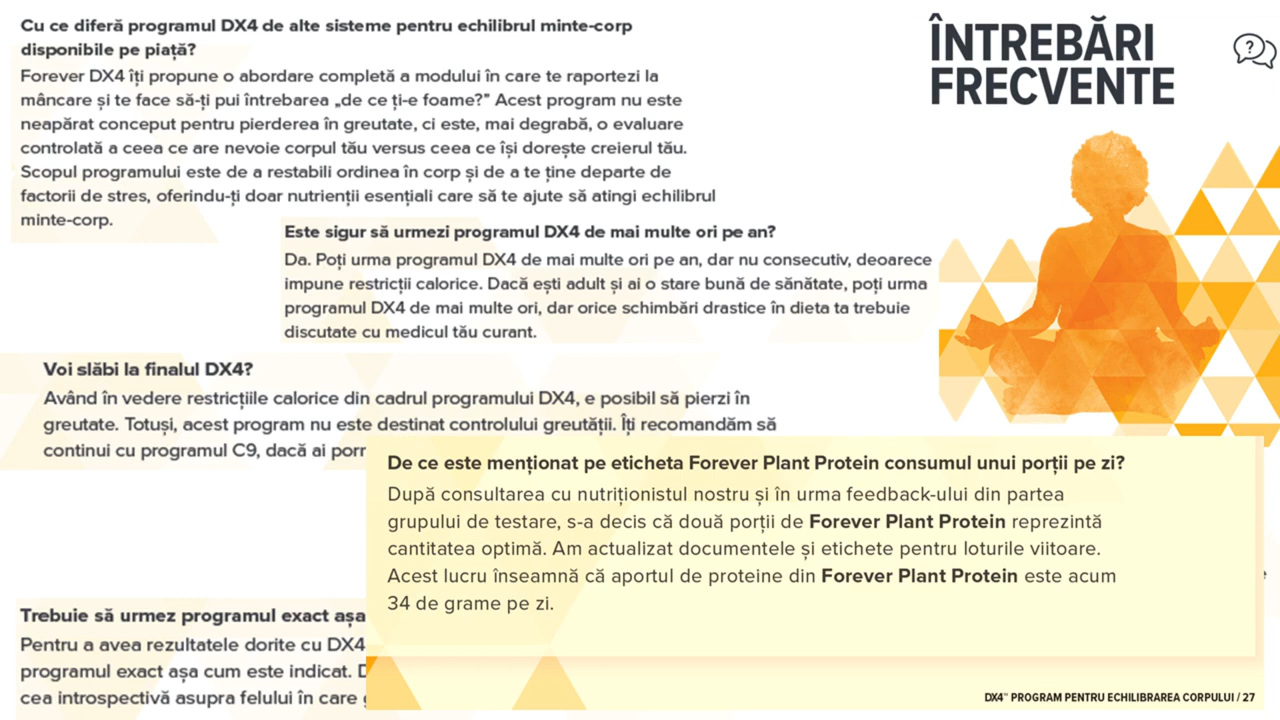 Cu ce diferă programul DX4 de alte sisteme pentru echilibrul minte-corp
disponibile pe piață?
Forever DX4 îți propune o abordare completă a modului în care te raportezi la
mâncare și te face să-ți pui întrebarea „de ce ți-e foame?” Acest program nu este
neapărat conceput pentru pierderea în greutate, ci este, mai degrabă, o evaluare
controlată a ceea ce are nevoie corpul tău versus ceea ce își dorește creierul tău.
Scopul programului este de a restabili ordinea în corp și de a te ține departe de
factorii de stres, oferindu-ți doar nutrienții esențiali care să te ajute să atingi echilibrul
minte-corp.
ÎNTREBĂRI
FRECVENTE
?
Este sigur să urmezi programul DX4 de mai multe ori pe an?
Da. Poți urma programul DX4 de mai multe ori pe an, dar nu consecutiv, deoarece
impune restricții calorice. Dacă ești adult și ai o stare bună de sănătate, poți urma
programul DX4 de mai multe ori, dar orice schimbări drastice în dieta ta trebuie
discutate cu medicul tău curant.
Voi slăbi la finalul DX4?
Având în vedere restricțiile calorice din cadrul programului DX4, e posibil să pierzi în
greutate. Totuși, acest program nu este destinat controlului greutății. Îți recomandăm să
continui cu programul C9, dacă ai
De ce este menționat pe eticheta Forever Plant Protein consumul unui porții pe zi?
După consultarea cu nutriționistul nostru și în urma feedback-ului din partea
grupului de testare, s-a decis că două porții de Forever Plant Protein reprezintă
cantitatea optimă. Am actualizat documentele și etichete pentru loturile viitoare.
Acest lucru înseamnă că aportul de proteine din Forever Plant Protein este acum
34 de grame pe zi.
Trebuie să urmez programul exact așa
Pentru a avea rezultatele dorite cu DX4
programul exact așa cum este indicat.
cea introspectivă asupra felului în care
DX4™ PROGRAM PENTRU ECHILIBRAREA CORPULUI / 27